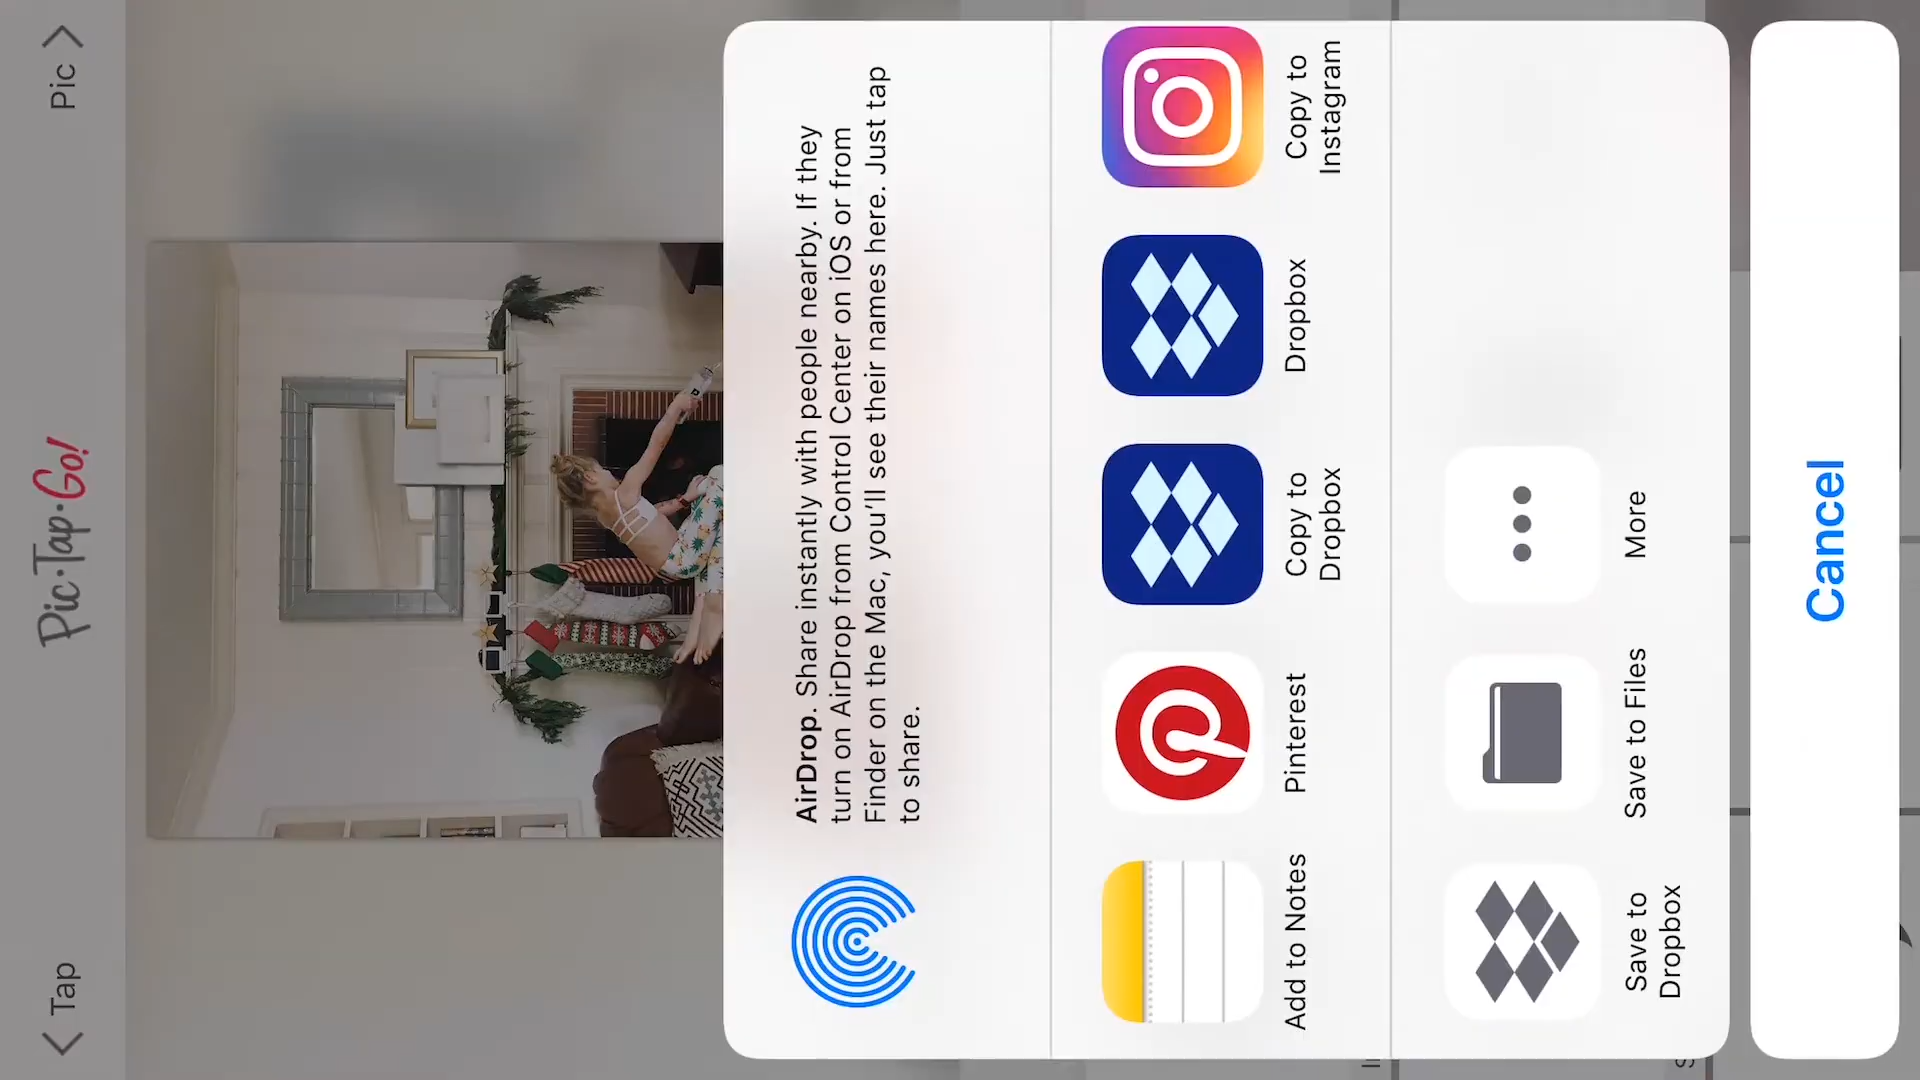 < Tap
Pic·Tap·Go!
Pic >
AirDrop. Share instantly with people nearby. If they
turn on AirDrop from Control Center on iOS or from
Finder on the Mac, you'll see their names here. Just tap
to share.
Add to Notes
Pinterest
Copy to
Dropbox
Dropbox
Copy to
Instagram
Save to
Dropbox
Save to Files
More
Cancel